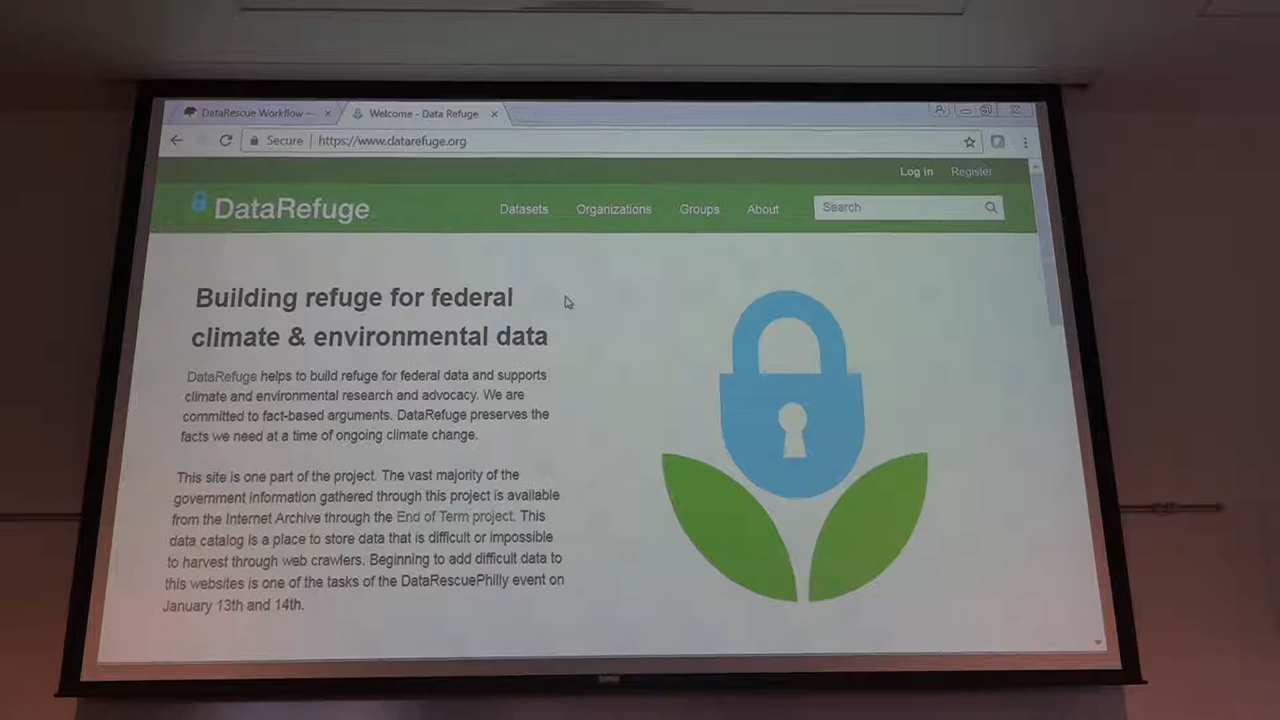 DataRescue Workflow —
Welcome - Data Refuge
Secure
https://www.datarefuge.org
Log in
Register
DataRefuge
Datasets
Organizations
Groups
About
Search
Building refuge for federal
climate & environmental data
DataRefuge helps to build refuge for federal data and supports
climate and environmental research and advocacy. We are
committed to fact-based arguments. DataRefuge preserves the
facts we need at a time of ongoing climate change.
This site is one part of the project. The vast majority of the
government information gathered through this project is available
from the Internet Archive through the End of Term project. This
data catalog is a place to store data that is difficult or impossible
to harvest through web crawlers. Beginning to add difficult data to
this websites is one of the tasks of the DataRescuePhilly event on
January 13th and 14th.